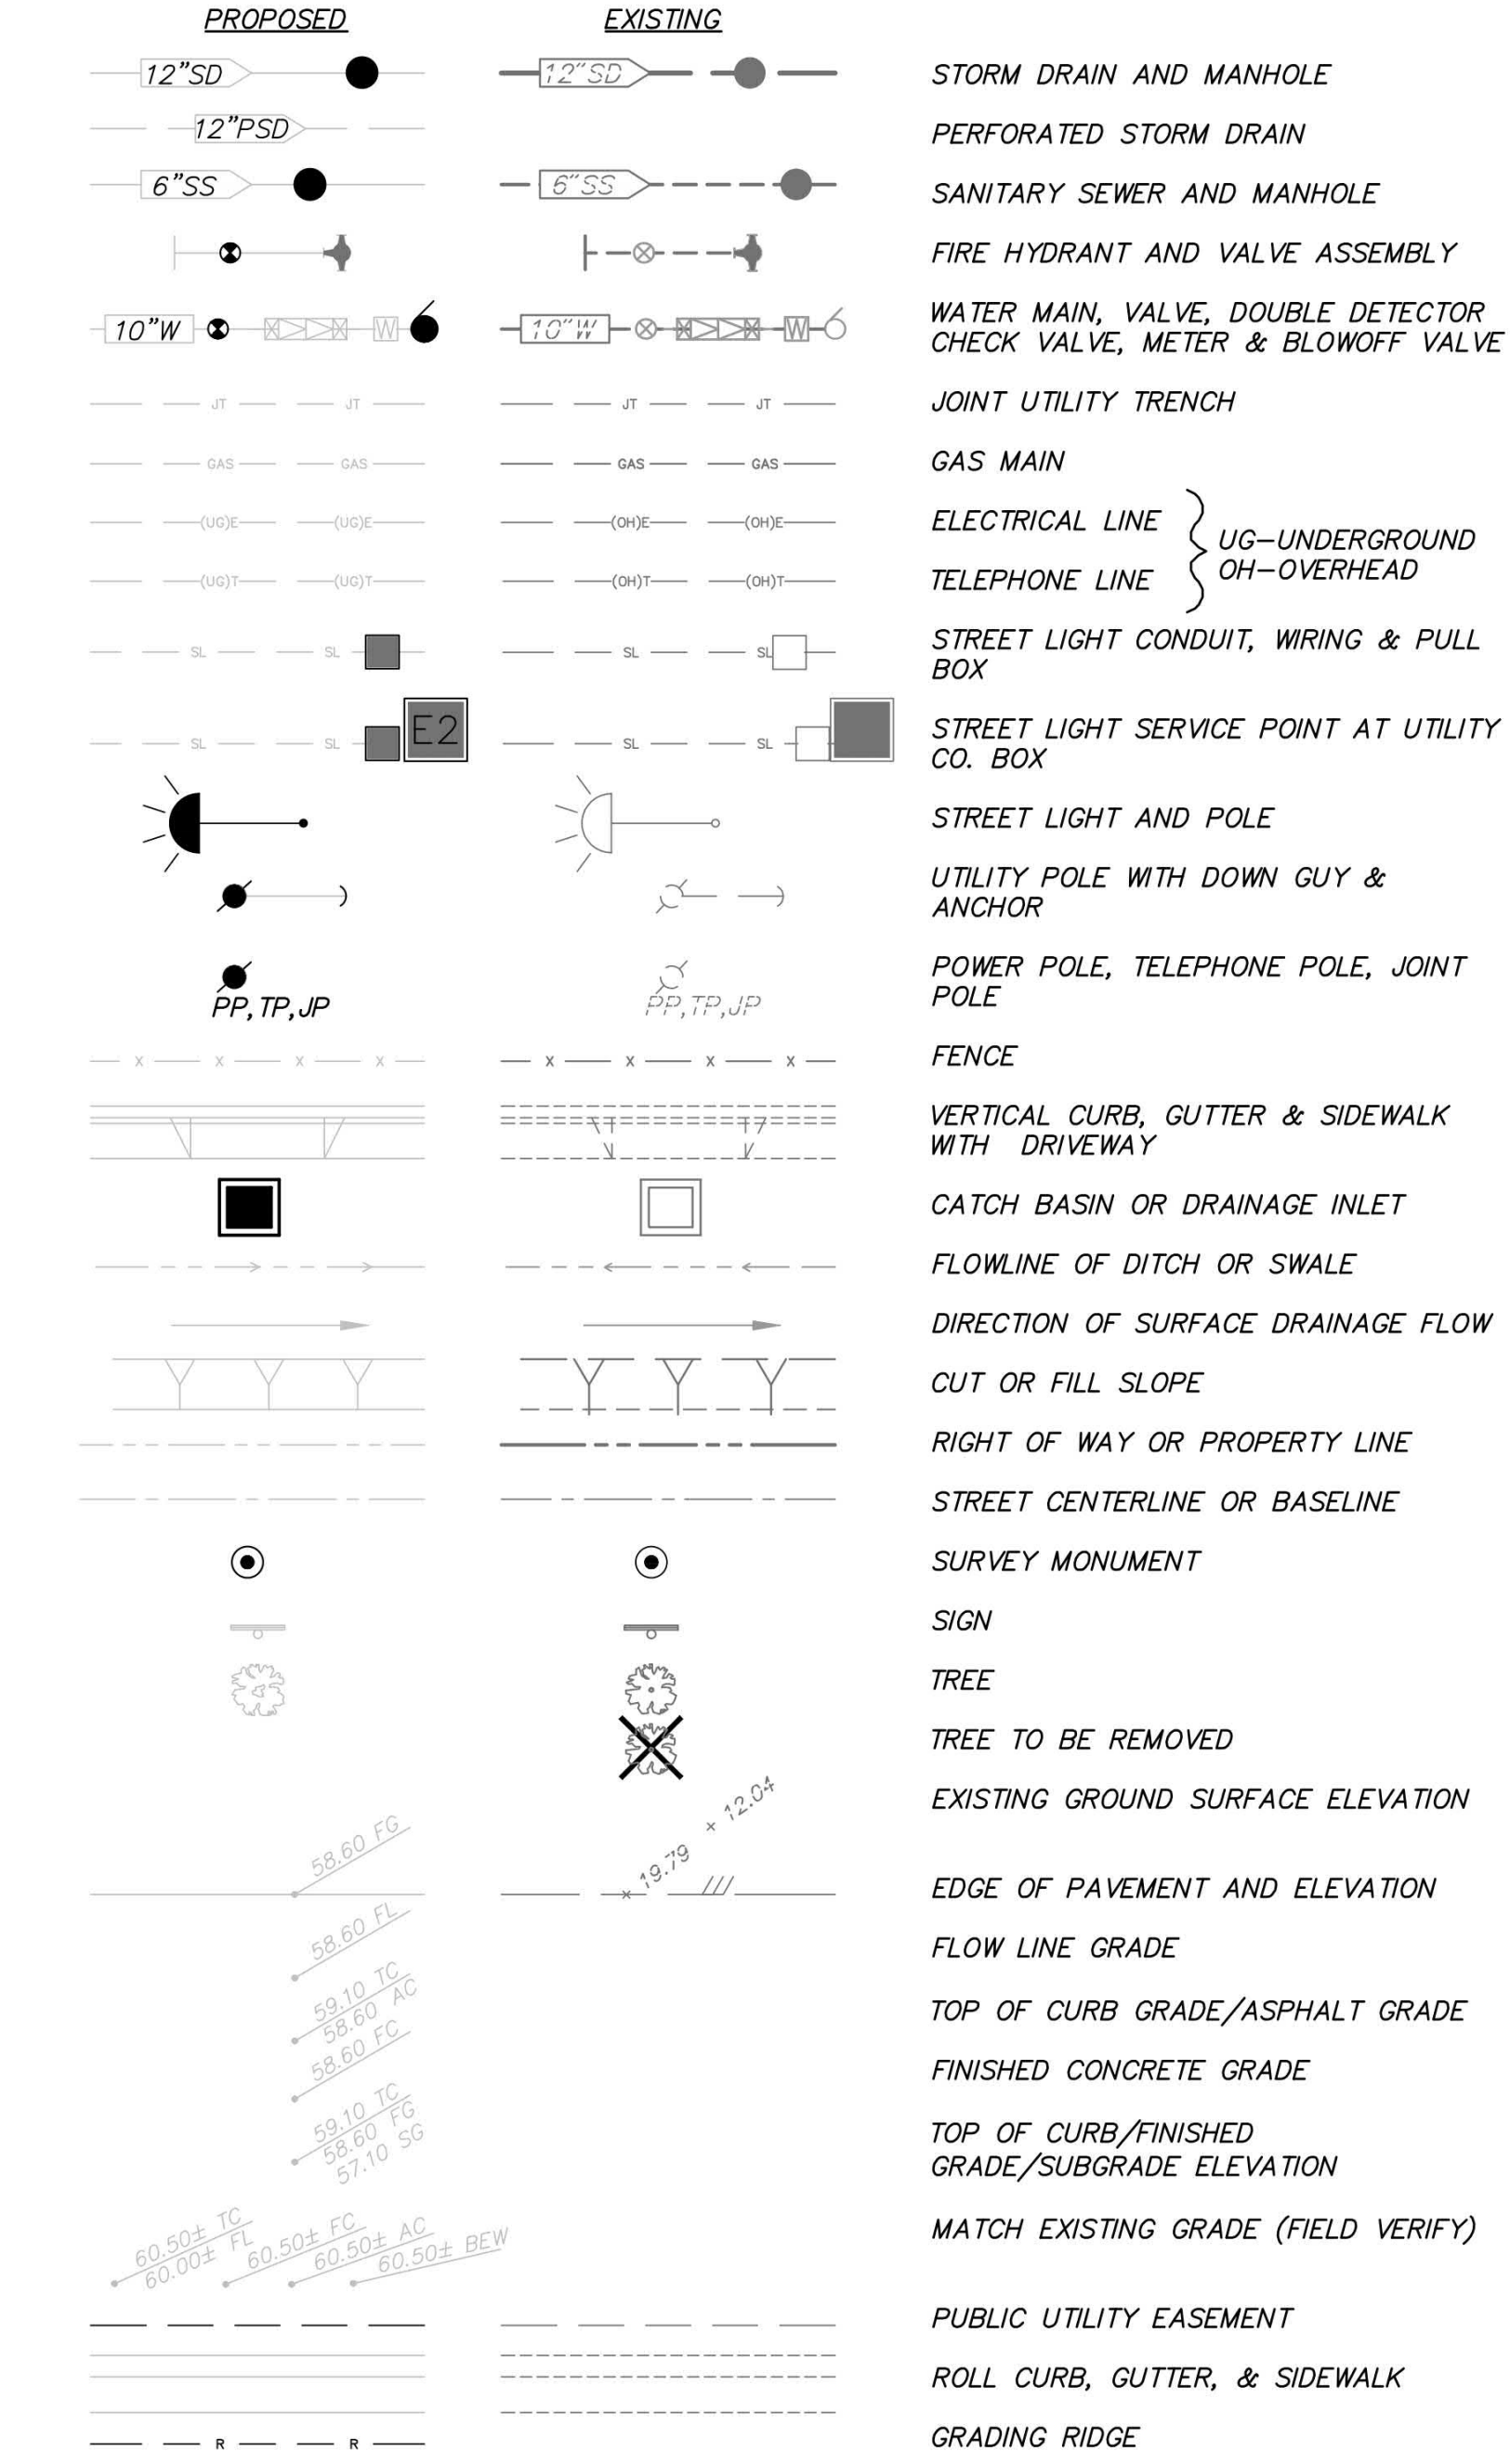 PROPOSED EXISTING
12"SD 12"SD STORM DRAIN AND MANHOLE
12"PSD PERFORATED STORM DRAIN
6"SS 6"SS SANITARY SEWER AND MANHOLE
FIRE HYDRANT AND VALVE ASSEMBLY
10"W W 10"W W WATER MAIN, VALVE, DOUBLE DETECTOR
CHECK VALVE, METER & BLOWOFF VALVE
JT JT JT JT JOINT UTILITY TRENCH
GAS GAS GAS GAS GAS MAIN
(UG)E (UG)E (OH)E (OH)E ELECTRICAL LINE
UG-UNDERGROUND
OH-OVERHEAD
(UG)T (UG)T (OH)T (OH)T TELEPHONE LINE
SL SL SL SL STREET LIGHT CONDUIT, WIRING & PULL
BOX
SL SL E2 SL SL STREET LIGHT SERVICE POINT AT UTILITY
CO. BOX
STREET LIGHT AND POLE
UTILITY POLE WITH DOWN GUY &
ANCHOR
POWER POLE, TELEPHONE POLE, JOINT
POLE
PP, TP, JP PP, TP, JP
X X X X X X X X FENCE
VERTICAL CURB, GUTTER & SIDEWALK
WITH DRIVEWAY
CATCH BASIN OR DRAINAGE INLET
FLOWLINE OF DITCH OR SWALE
DIRECTION OF SURFACE DRAINAGE FLOW
CUT OR FILL SLOPE
RIGHT OF WAY OR PROPERTY LINE
STREET CENTERLINE OR BASELINE
SURVEY MONUMENT
SIGN
TREE
TREE TO BE REMOVED
12.04 EXISTING GROUND SURFACE ELEVATION
58.60 FG 19.79 EDGE OF PAVEMENT AND ELEVATION
58.60 FL FLOW LINE GRADE
59.10 TC
58.60 AC TOP OF CURB GRADE/ASPHALT GRADE
58.60 FC FINISHED CONCRETE GRADE
59.10 TC
58.60 FG
57.10 SG
TOP OF CURB/FINISHED
GRADE/SUBGRADE ELEVATION
60.50± TC
60.00± FL
60.50± FC
60.50± AC
60.50± BEW
MATCH EXISTING GRADE (FIELD VERIFY)
PUBLIC UTILITY EASEMENT
ROLL CURB, GUTTER, & SIDEWALK
R R GRADING RIDGE